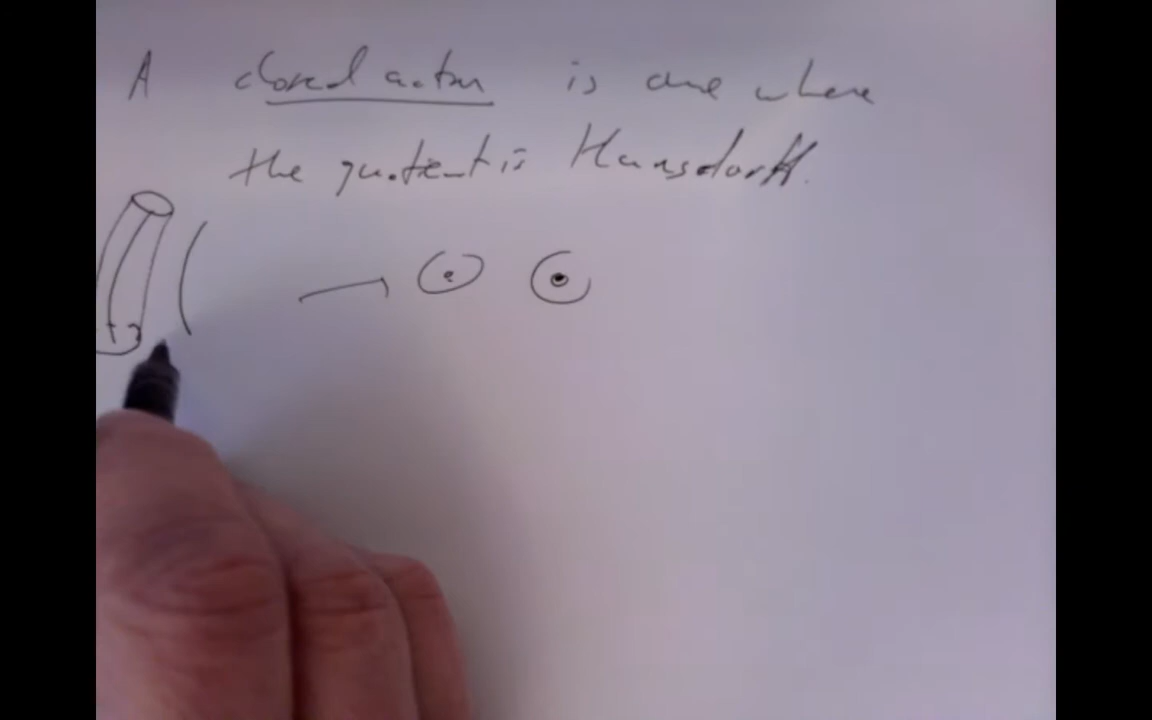 A closed action is one where
the quotient is Hausdorff.